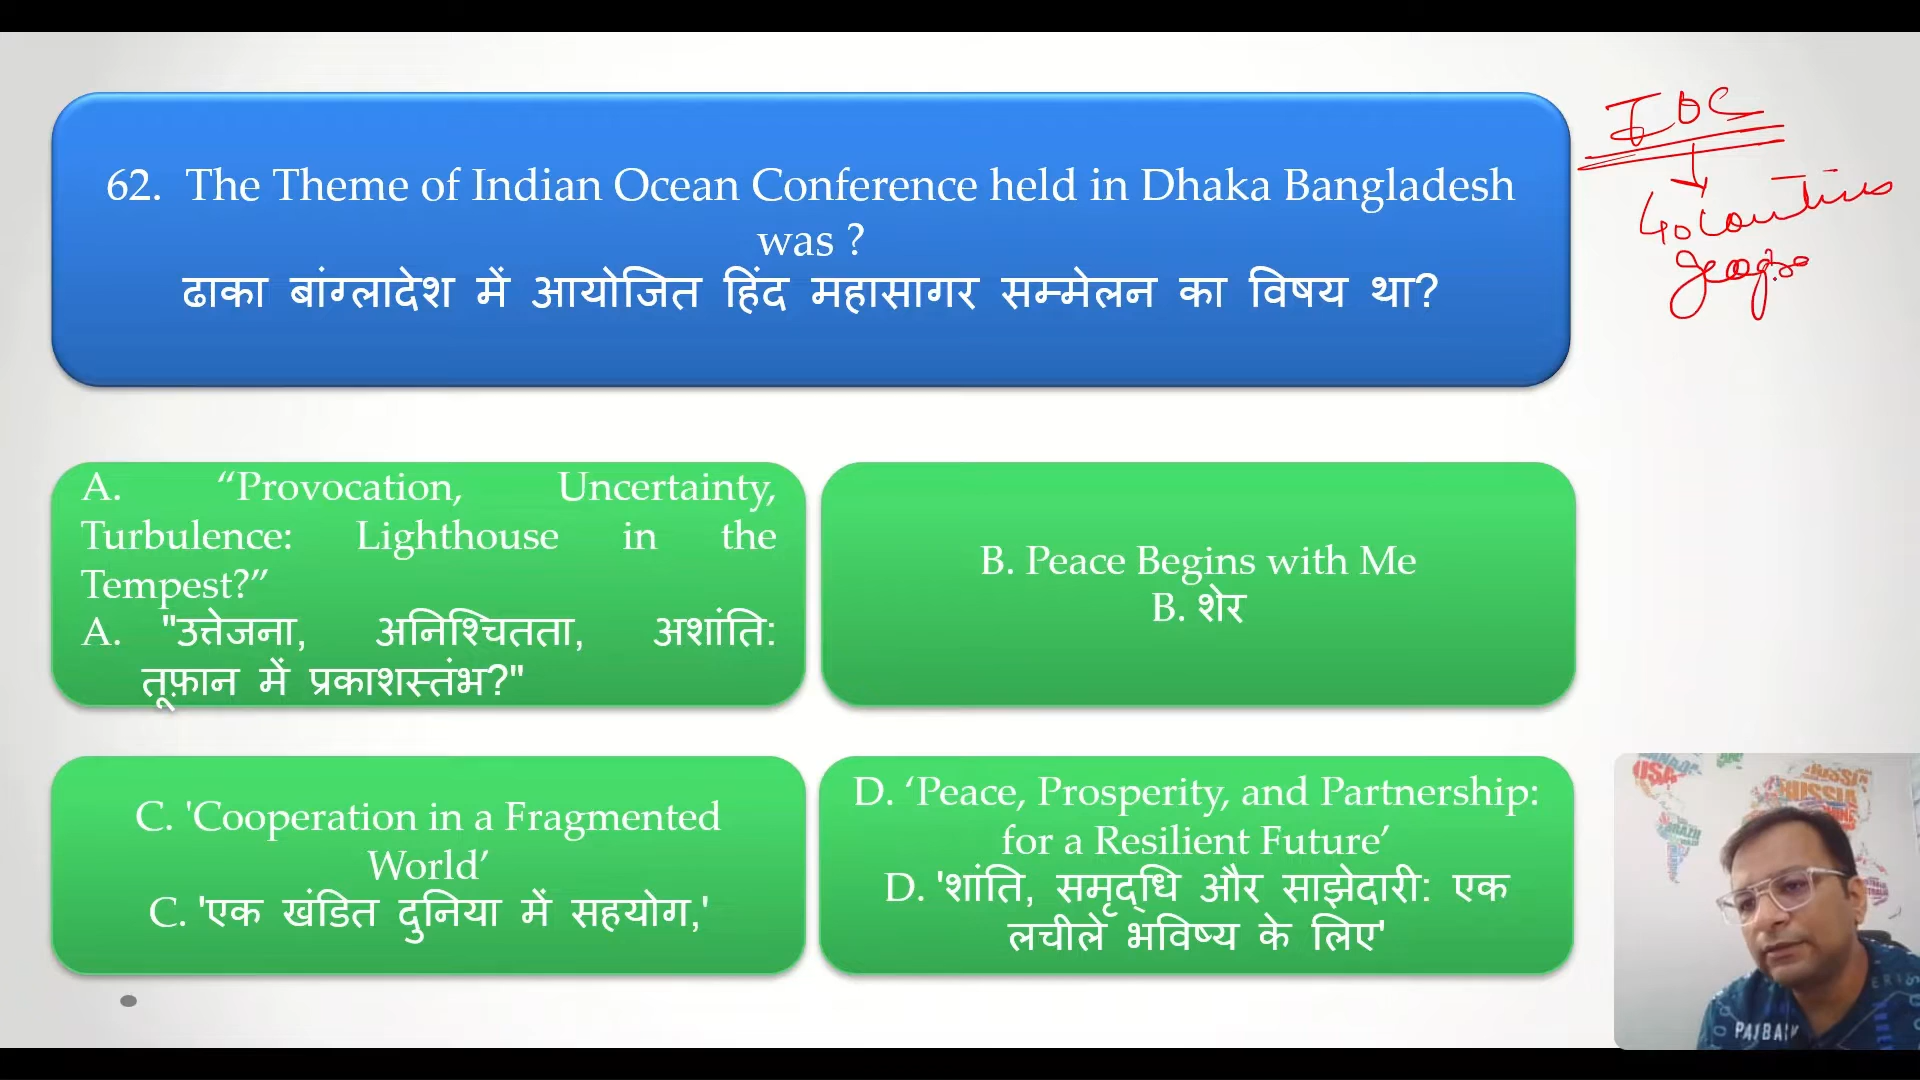 62. The Theme of Indian Ocean Conference held in Dhaka Bangladesh
was ?
ढाका बांग्लादेश में आयोजित हिंद महासागर सम्मेलन का विषय था?
IOC
40 Countries
A. “Provocation, Uncertainty,
Turbulence: Lighthouse in the
Tempest?”
A. "उत्तेजना, अनिश्चितता, अशांति:
तूफ़ान में प्रकाशस्तंभ?"
B. Peace Begins with Me
B. शेर
C. 'Cooperation in a Fragmented
World’
C. 'एक खंडित दुनिया में सहयोग,'
D. ‘Peace, Prosperity, and Partnership:
for a Resilient Future’
D. 'शांति, समृद्धि और साझेदारी: एक
लचीले भविष्य के लिए'
USA
RUSSIA